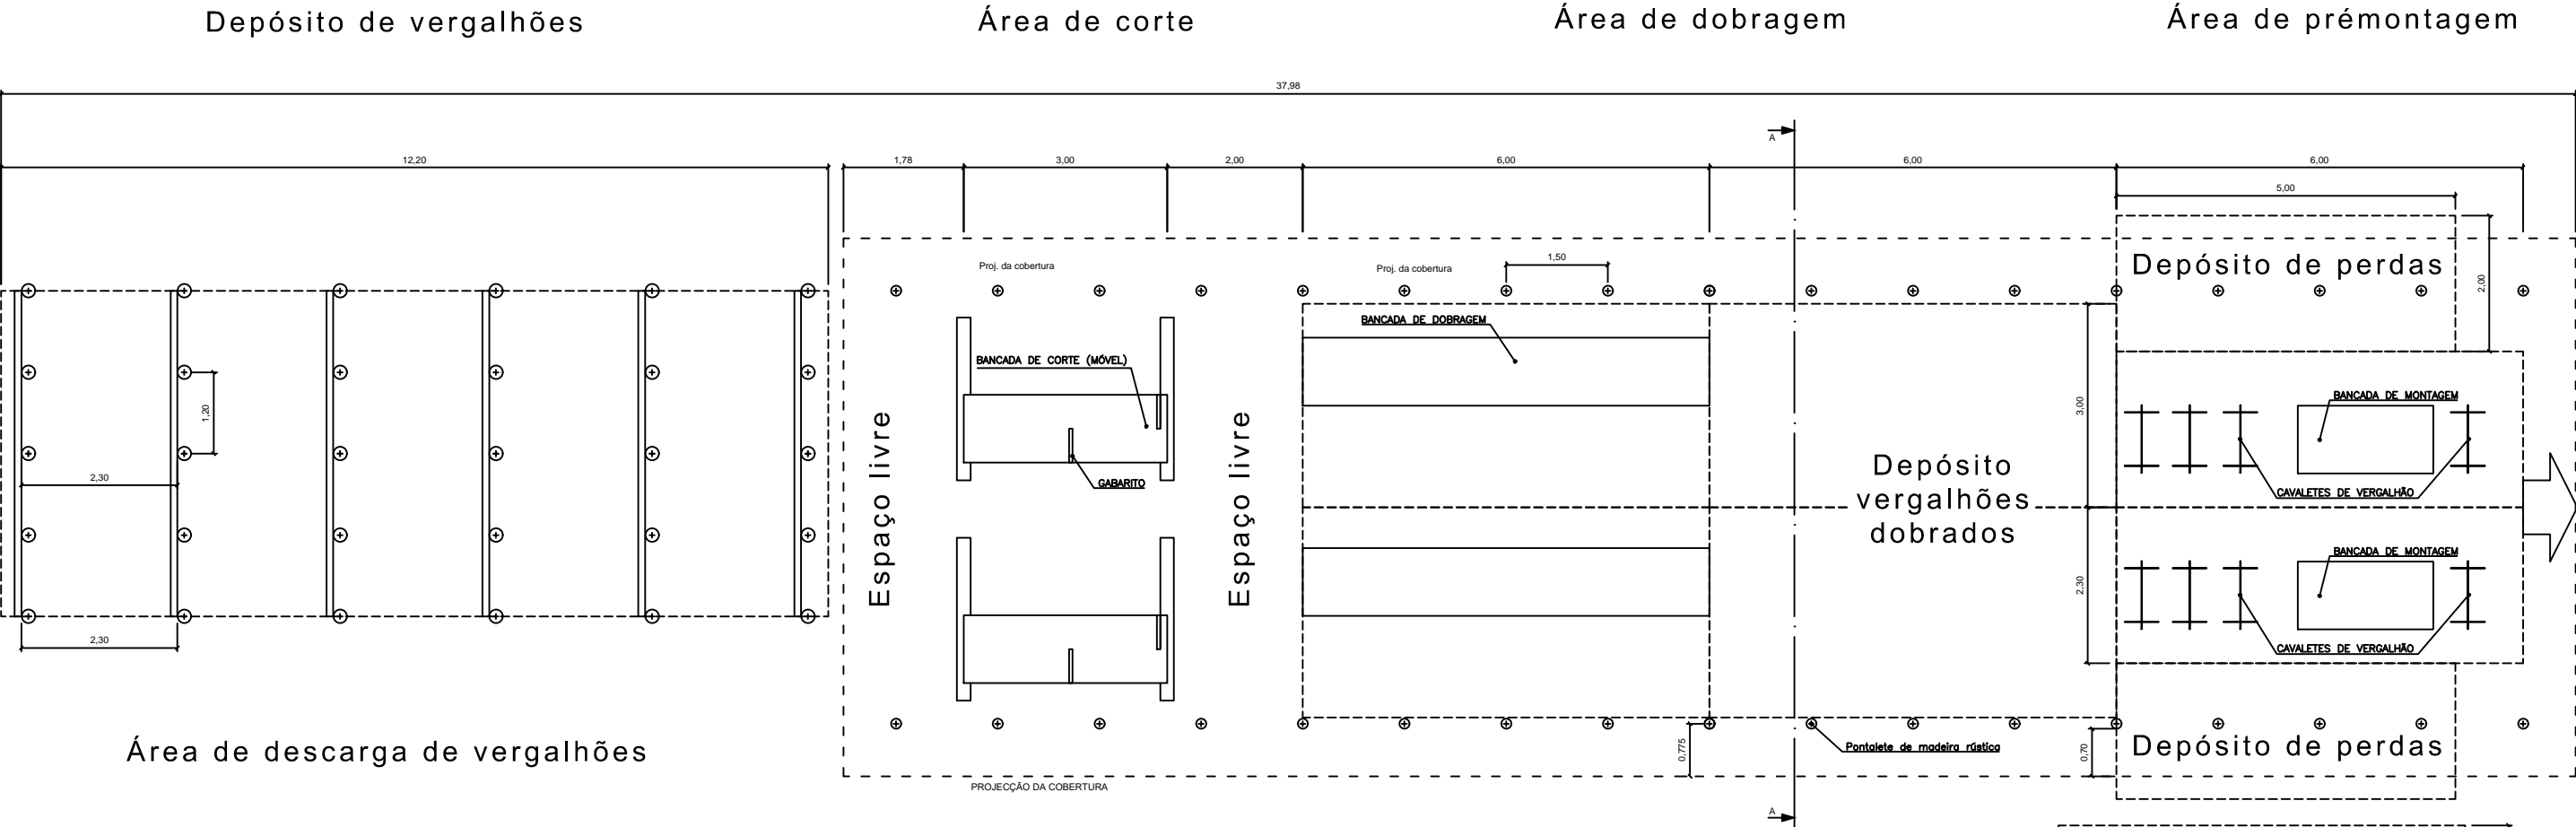 Depósito de vergalhões
Área de corte
Área de dobragem
Área de prémontagem
37,98
A
12,20
1,78
3,00
2,00
6,00
6,00
6,00
5,00
Proj. da cobertura
Proj. da cobertura
1,50
Depósito de perdas
2,00
BANCADA DE DOBRAGEM
BANCADA DE CORTE (MÓVEL)
1,20
3,00
BANCADA DE MONTAGEM
Espaço livre
Espaço livre
2,30
GABARITO
Depósito
vergalhões
dobrados
CAVALETES DE VERGALHÃO
BANCADA DE MONTAGEM
2,30
2,30
CAVALETES DE VERGALHÃO
Área de descarga de vergalhões
0,775
Pontalete de madeira rústica
0,70
Depósito de perdas
PROJECÇÃO DA COBERTURA
A